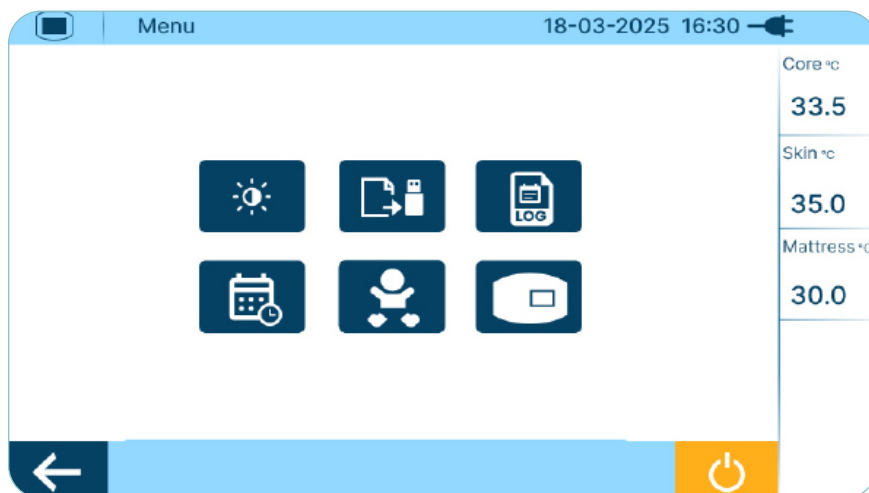 Menu
18-03-2025 16:30
Core °C
33.5
Skin °C
35.0
Mattress °C
30.0
LOG